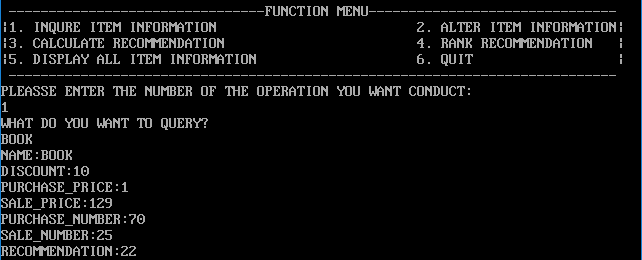 FUNCTION MENU
1. INQURE ITEM INFORMATION 2. ALTER ITEM INFORMATION
3. CALCULATE RECOMMENDATION 4. RANK RECOMMENDATION
5. DISPLAY ALL ITEM INFORMATION 6. QUIT
PLEASSE ENTER THE NUMBER OF THE OPERATION YOU WANT CONDUCT:
1
WHAT DO YOU WANT TO QUERY?
BOOK
NAME:BOOK
DISCOUNT:10
PURCHASE_PRICE:1
SALE_PRICE:129
PURCHASE_NUMBER:70
SALE_NUMBER:25
RECOMMENDATION:22